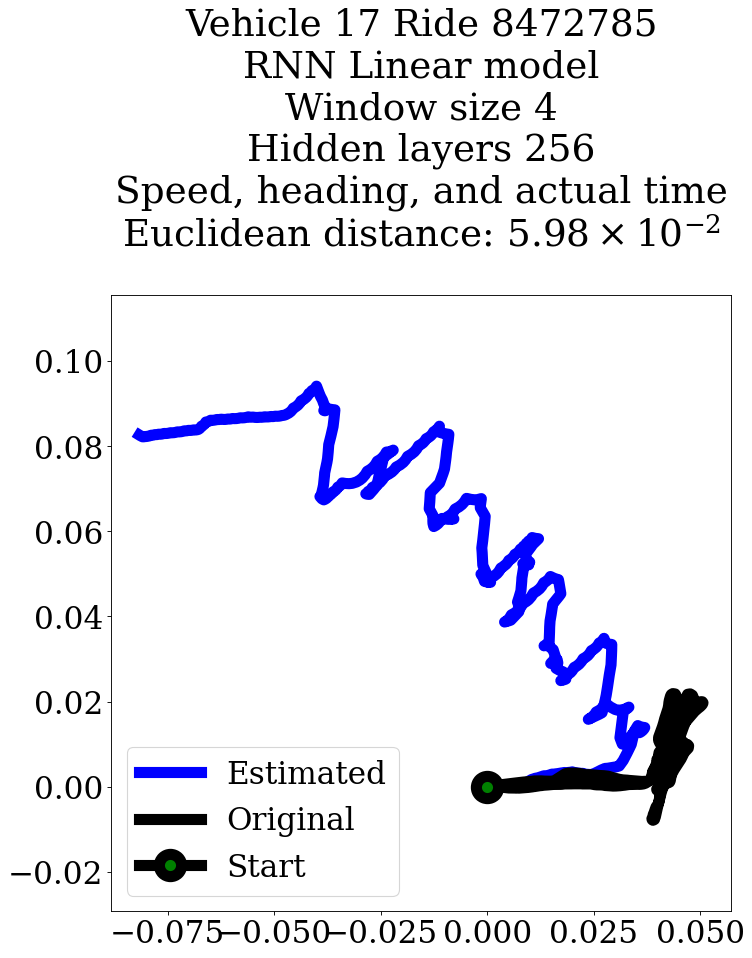 Vehicle 17 Ride 8472785
RNN Linear model
Window size 4
Hidden layers 256
Speed, heading, and actual time
Euclidean distance: 5.98 × 10⁻²
0.10
0.08
0.06
0.04
0.02
0.00
−0.02
Estimated
Original
Start
−0.075 −0.050 −0.025 0.000 0.025 0.050